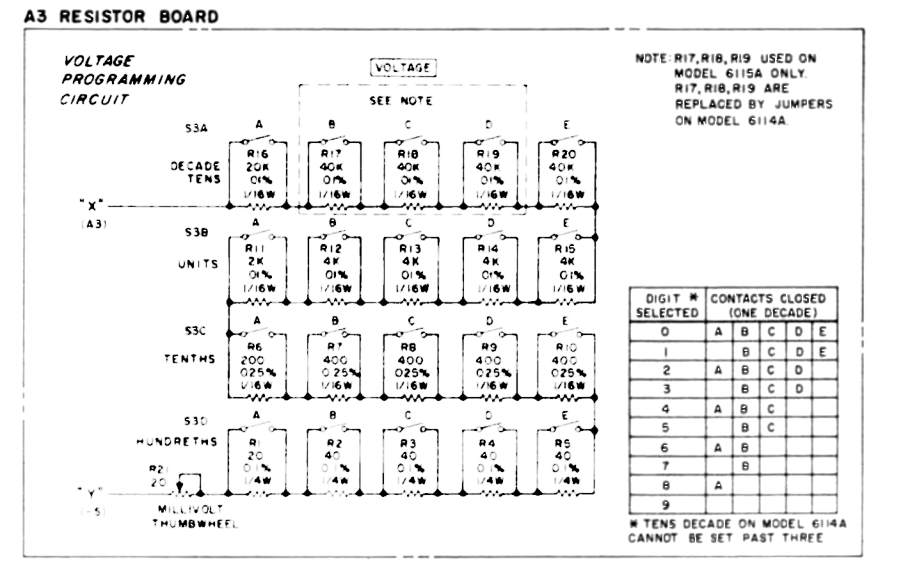 A3 RESISTOR BOARD
VOLTAGE
PROGRAMMING
CIRCUIT
VOLTAGE
SEE NOTE
NOTE: R17, R18, R19 USED ON
MODEL 6115A ONLY.
R17, R18, R19 ARE
REPLACED BY JUMPERS
ON MODEL 6114A.
S3A A B C D E
DECADE
TENS
R16 R17 R18 R19 R20
20K 40K 40K 40K 40K
.01% .01% .01% .01% .01%
1/16W 1/16W 1/16W 1/16W 1/16W
"X"
(A3)
S3B A B C D E
UNITS
R11 R12 R13 R14 R15
2K 4K 4K 4K 4K
.01% .01% .01% .01% .01%
1/16W 1/16W 1/16W 1/16W 1/16W
S3C A B C D E
TENTHS
R6 R7 R8 R9 R10
200 400 400 400 400
.025% .025% .025% .025% .025%
1/16W 1/16W 1/16W 1/16W 1/16W
S3D A B C D E
HUNDRETHS
R1 R2 R3 R4 R5
20 40 40 40 40
0.1% 0.1% 0.1% 0.1% 0.1%
1/4W 1/4W 1/4W 1/4W 1/4W
R21
20
"Y"
(-S)
MILLIVOLT
THUMBWHEEL
DIGIT * CONTACTS CLOSED
SELECTED (ONE DECADE)
0 A B C D E
1 B C D E
2 A B C D
3 B C D
4 A B C
5 B C
6 A B
7 B
8 A
9
* TENS DECADE ON MODEL 6114A
CANNOT BE SET PAST THREE